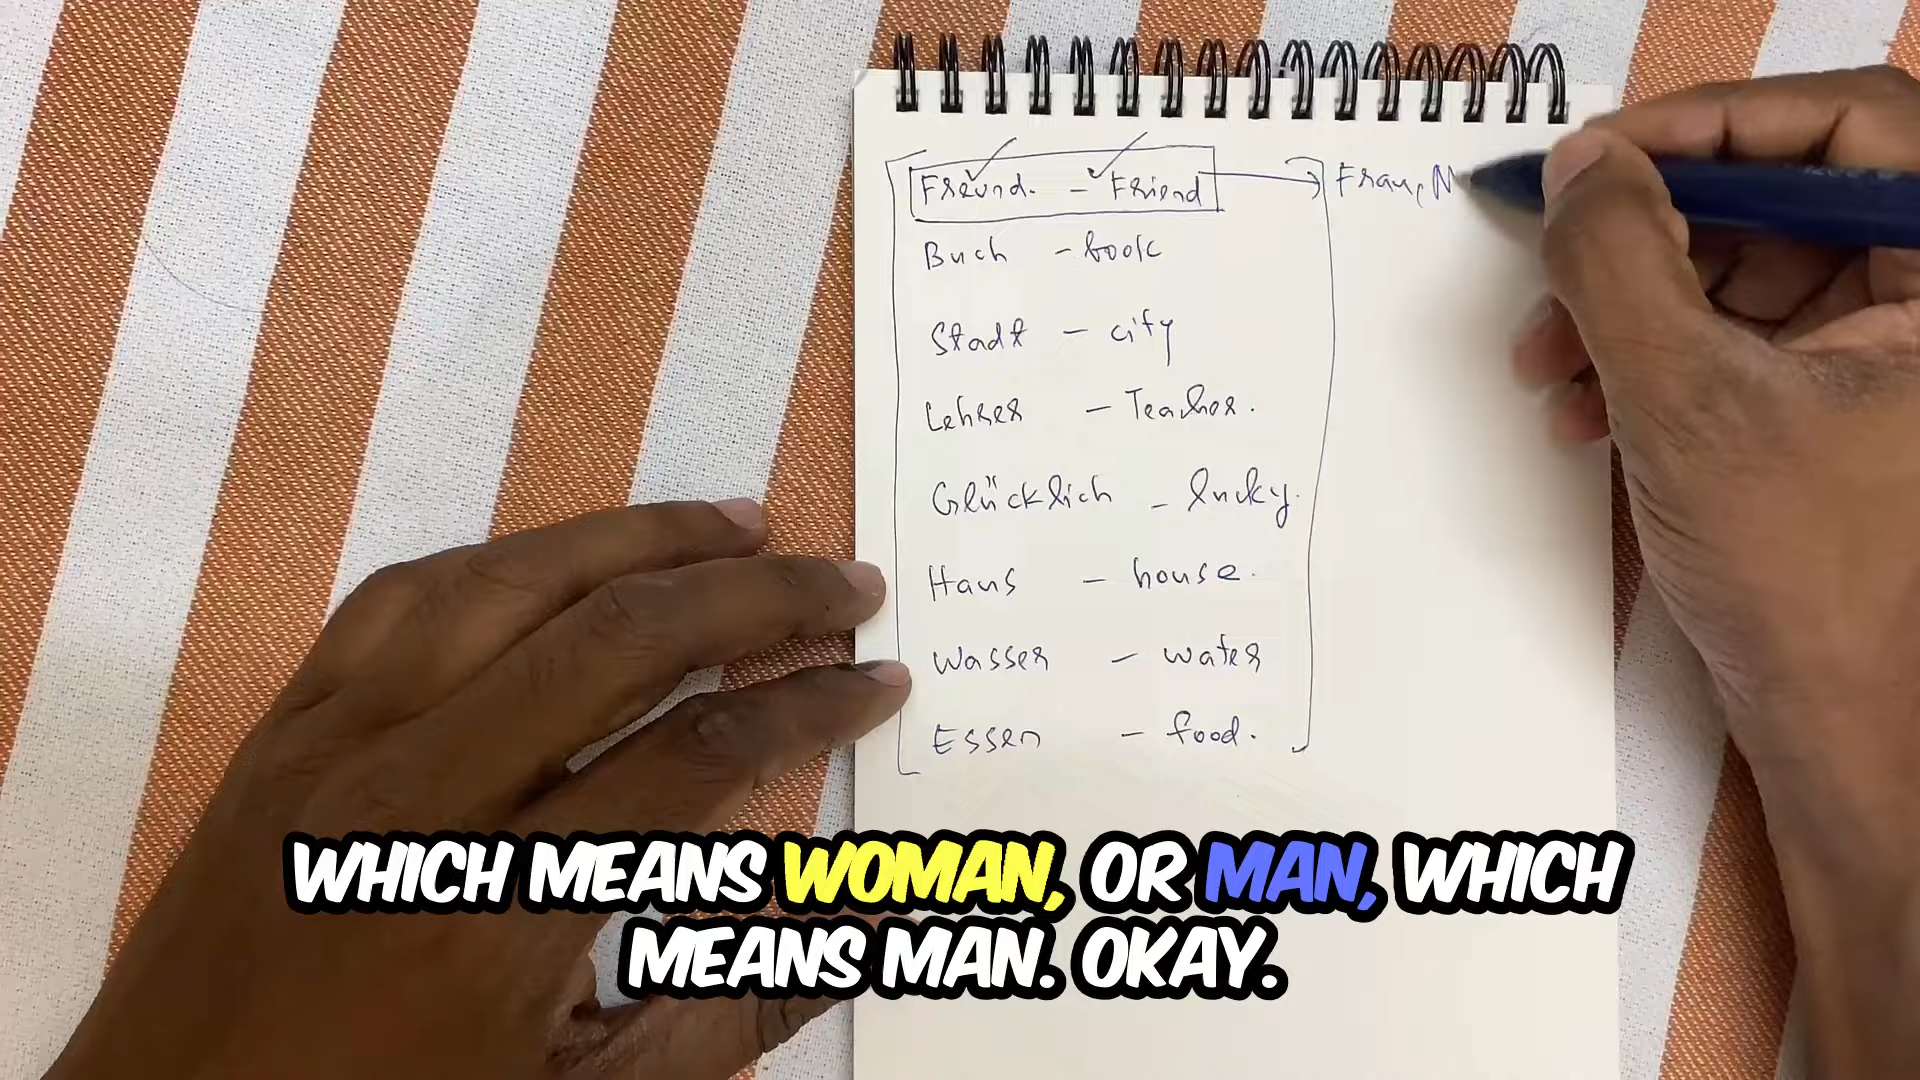 Freund. - Friend → Frau, M
Buch - book
Stadt - city
Lehrer - Teacher.
Glücklich - lucky.
Haus - house.
Wasser - water
Essen - food.
WHICH MEANS WOMAN, OR MAN, WHICH
MEANS MAN. OKAY.